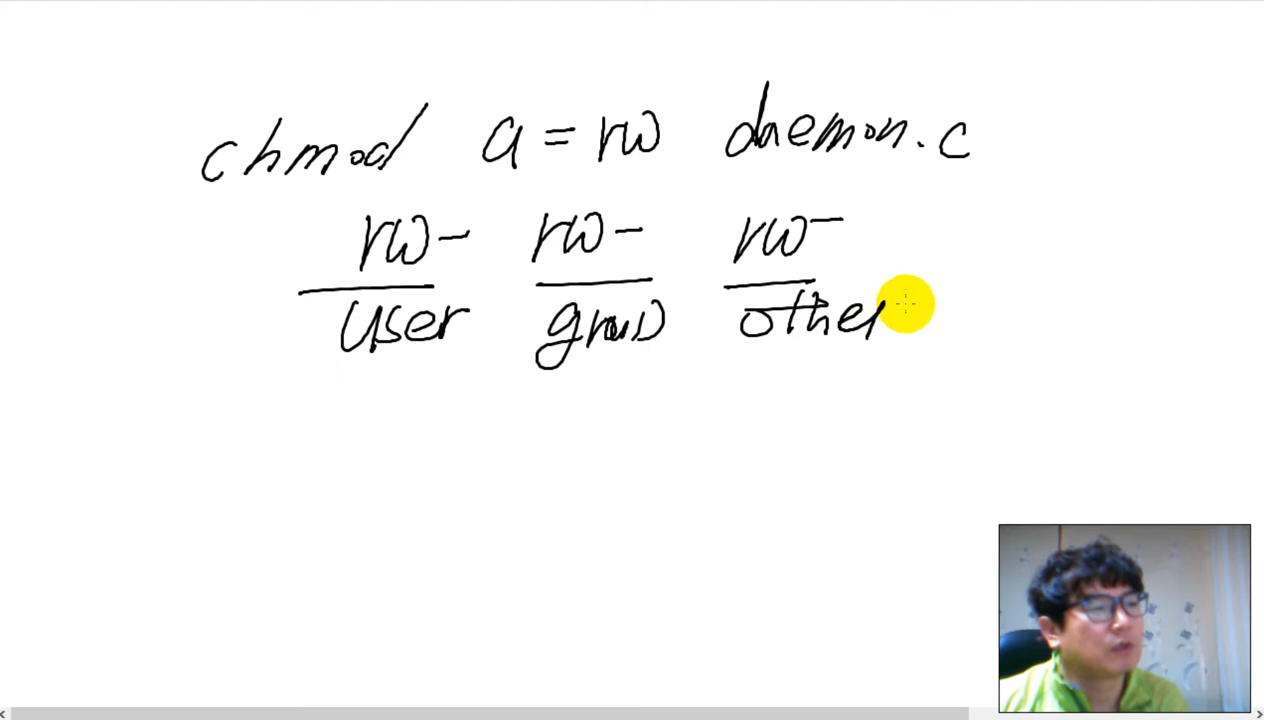 chmod a = rw daemon.c
rw- rw- rw-
user group other